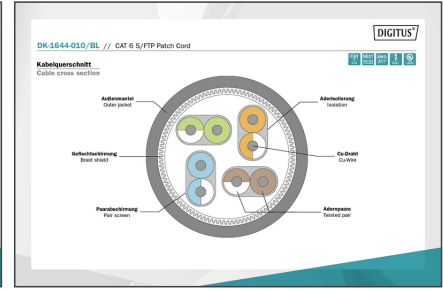 DIGITUS®
DK-1644-010/BL // CAT 6 S/FTP Patch Cord
Kabelquerschnitt
Cable cross section
Außenmantel
Outer jacket
Aderisolierung
Isolation
Geflechtschirmung
Braid shield
Cu-Draht
Cu-Wire
Paarabschirmung
Pair screen
Aderspaare
Twisted pair